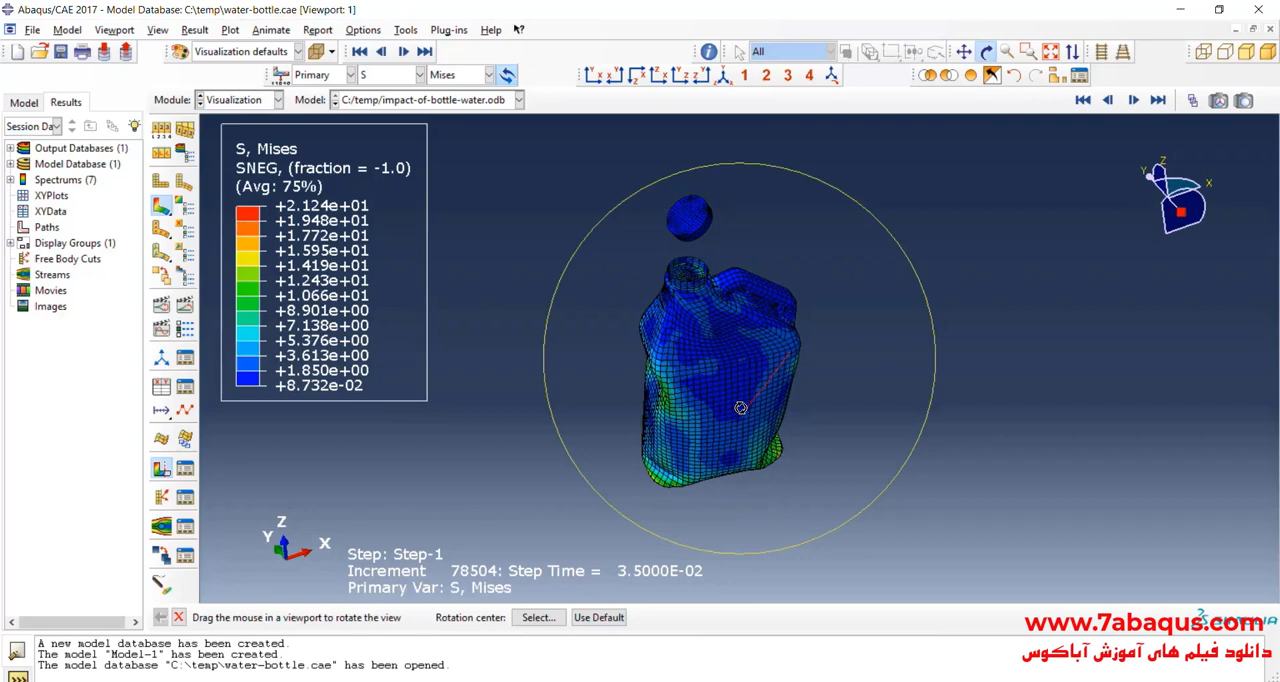 Abaqus/CAE 2017 - Model Database: C:\temp\water-bottle.cae [Viewport: 1]
File Model Viewport View Result Plot Animate Report Options Tools Plug-ins Help
Visualization defaults All
Primary S Mises 1 2 3 4
Model Results Module: Visualization Model: C:/temp/impact-of-bottle-water.odb
Session Da
Output Databases (1)
Model Database (1)
Spectrums (7)
XYPlots
XYData
Paths
Display Groups (1)
Free Body Cuts
Streams
Movies
Images
S, Mises
SNEG, (fraction = -1.0)
(Avg: 75%)
+2.124e+01
+1.948e+01
+1.772e+01
+1.595e+01
+1.419e+01
+1.243e+01
+1.066e+01
+8.901e+00
+7.138e+00
+5.376e+00
+3.613e+00
+1.850e+00
+8.732e-02
Z
Y X
Z
Y X
Step: Step-1
Increment 78504: Step Time = 3.5000E-02
Primary Var: S, Mises
Drag the mouse in a viewport to rotate the view Rotation center: Select... Use Default
www.7abaqus.com
دانلود فیلم های آموزش آباکوس
A new model database has been created.
The model "Model-1" has been created.
The model database "C:\temp\water-bottle.cae" has been opened.
>>>